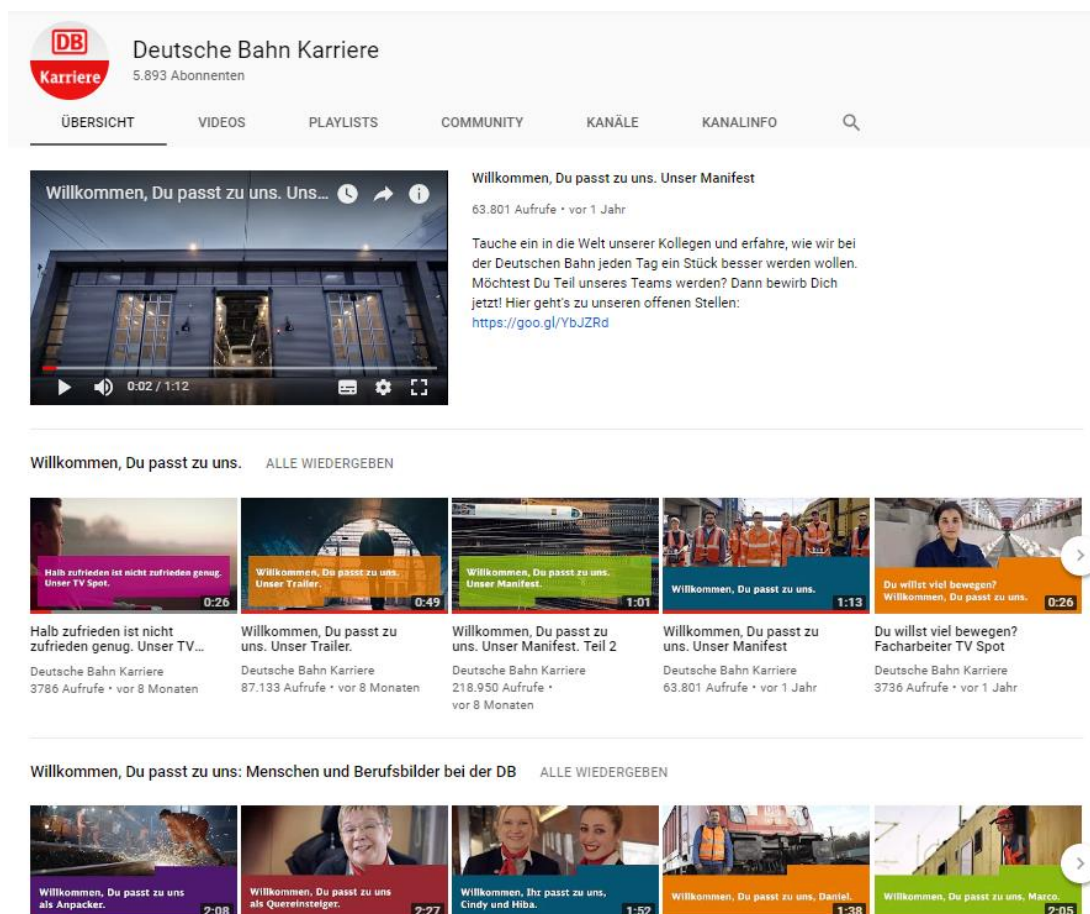 DB
Karriere
Deutsche Bahn Karriere
5.893 Abonnenten
ÜBERSICHT VIDEOS PLAYLISTS COMMUNITY KANÄLE KANALINFO
Willkommen, Du passt zu uns. Uns...
0:02 / 1:12
Willkommen, Du passt zu uns. Unser Manifest
63.801 Aufrufe • vor 1 Jahr
Tauche ein in die Welt unserer Kollegen und erfahre, wie wir bei
der Deutschen Bahn jeden Tag ein Stück besser werden wollen.
Möchtest Du Teil unseres Teams werden? Dann bewirb Dich
jetzt! Hier geht's zu unseren offenen Stellen:
https://goo.gl/YbJZRd
Willkommen, Du passt zu uns. ALLE WIEDERGEBEN
Halb zufrieden ist nicht zufrieden genug.
Unser TV Spot.
0:26
Halb zufrieden ist nicht
zufrieden genug. Unser TV...
Deutsche Bahn Karriere
3786 Aufrufe • vor 8 Monaten
Willkommen, Du passt zu uns.
Unser Trailer.
0:49
Willkommen, Du passt zu
uns. Unser Trailer.
Deutsche Bahn Karriere
87.133 Aufrufe • vor 8 Monaten
Willkommen, Du passt zu uns.
Unser Manifest.
1:01
Willkommen, Du passt zu
uns. Unser Manifest. Teil 2
Deutsche Bahn Karriere
218.950 Aufrufe •
vor 8 Monaten
Willkommen, Du passt zu uns.
1:13
Willkommen, Du passt zu
uns. Unser Manifest
Deutsche Bahn Karriere
63.801 Aufrufe • vor 1 Jahr
Du willst viel bewegen?
Willkommen, Du passt zu uns.
0:26
Du willst viel bewegen?
Facharbeiter TV Spot
Deutsche Bahn Karriere
3736 Aufrufe • vor 1 Jahr
Willkommen, Du passt zu uns: Menschen und Berufsbilder bei der DB ALLE WIEDERGEBEN
Willkommen, Du passt zu uns
als Anpacker.
2:08
Willkommen, Du passt zu uns
als Quereinsteiger.
2:27
Willkommen, Ihr passt zu uns,
Cindy und Hiba.
1:52
DB
Willkommen, Du passt zu uns, Daniel.
1:38
Willkommen, Du passt zu uns, Marco.
2:05